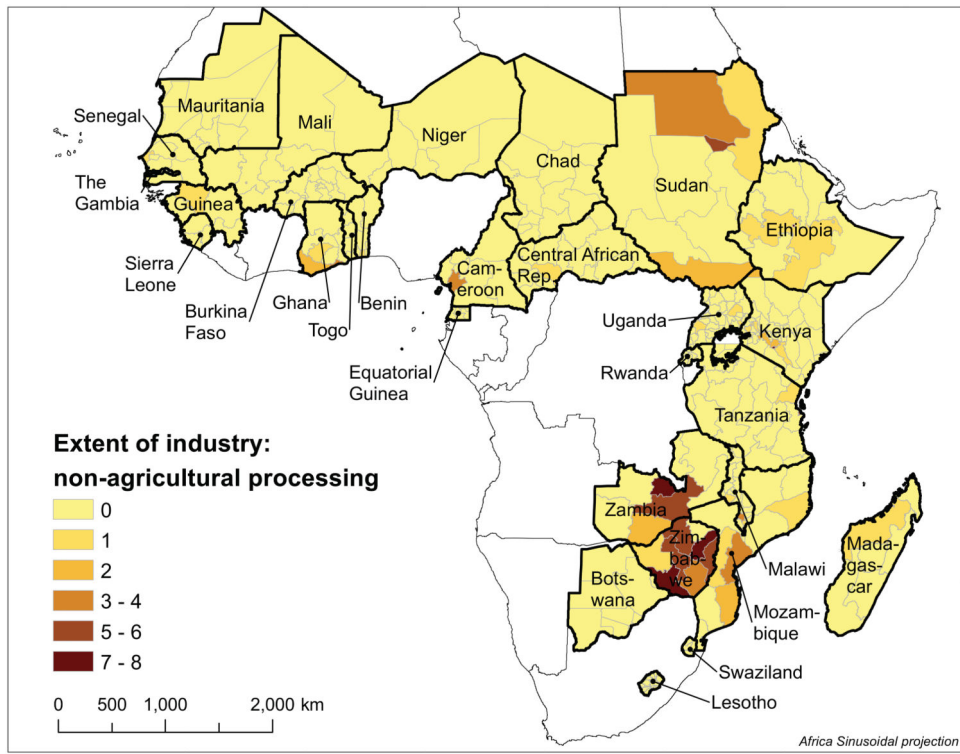 Mauritania
Senegal
Mali
Niger
Chad
Sudan
The
Gambia
Guinea
Ethiopia
Sierra
Leone
Burkina
Faso
Ghana
Togo
Benin
Cam-
eroon
Central African
Rep.
Uganda
Kenya
Rwanda
Equatorial
Guinea
Tanzania
Extent of industry:
non-agricultural processing
0
1
2
3 - 4
5 - 6
7 - 8
0
500
1,000
2,000 km
Zambia
Zim-
bab-
we
Bots-
wana
Malawi
Mozam-
bique
Mada-
gas-
car
Swaziland
Lesotho
Africa Sinusoidal projection